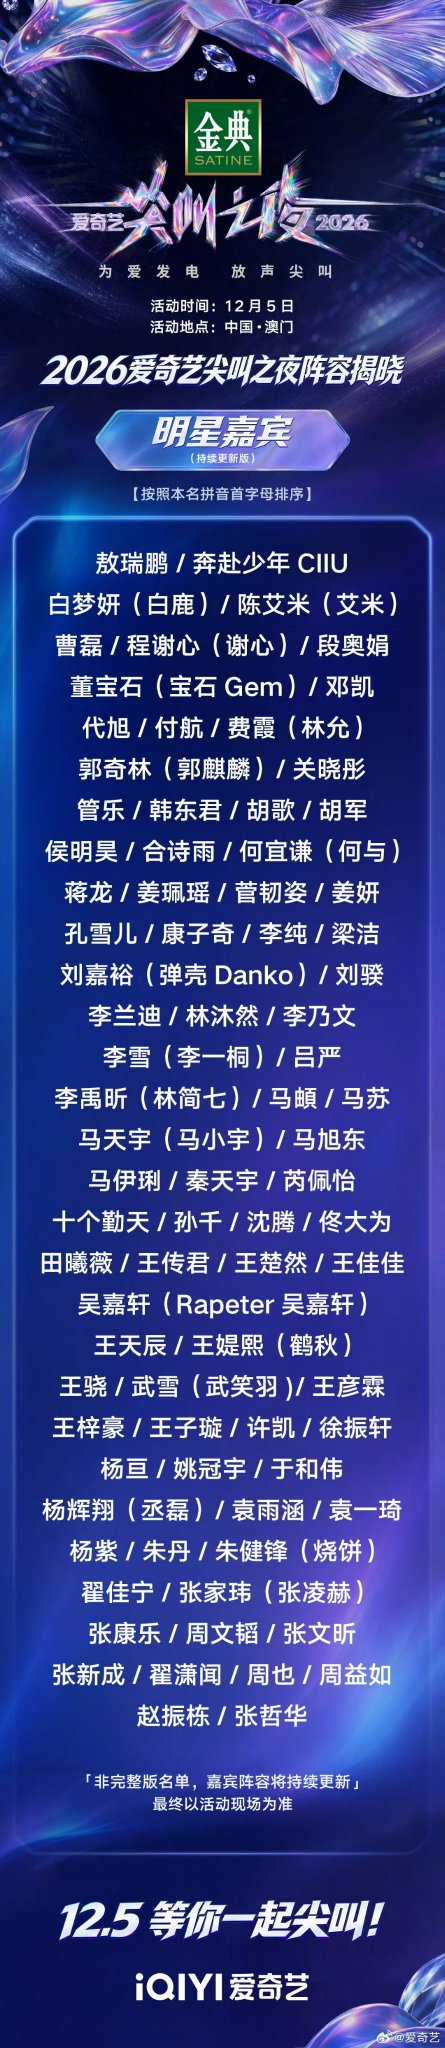 金典
SATINE
爱奇艺 尖叫之夜 2026
为爱发电 放声尖叫
活动时间：12月5日
活动地点：中国·澳门
2026爱奇艺尖叫之夜阵容揭晓
明星嘉宾
（持续更新版）
【按照本名拼音首字母排序】
敖瑞鹏 / 奔赴少年 CIIU
白梦妍（白鹿）/ 陈艾米（艾米）
曹磊 / 程谢心（谢心）/ 段奥娟
董宝石（宝石 Gem）/ 邓凯
代旭 / 付航 / 费霞（林允）
郭奇林（郭麒麟）/ 关晓彤
管乐 / 韩东君 / 胡歌 / 胡军
侯明昊 / 合诗雨 / 何宜谦（何与）
蒋龙 / 姜珮瑶 / 菅韧姿 / 姜妍
孔雪儿 / 康子奇 / 李纯 / 梁洁
刘嘉裕（弹壳 Danko）/ 刘骙
李兰迪 / 林沐然 / 李乃文
李雪（李一桐）/ 吕严
李禹昕（林简七）/ 马頔 / 马苏
马天宇（马小宇）/ 马旭东
马伊琍 / 秦天宇 / 芮佩怡
十个勤天 / 孙千 / 沈腾 / 佟大为
田曦薇 / 王传君 / 王楚然 / 王佳佳
吴嘉轩（Rapeter 吴嘉轩）
王天辰 / 王媞熙（鹤秋）
王骁 / 武雪（武笑羽 )/ 王彦霖
王梓豪 / 王子璇 / 许凯 / 徐振轩
杨亘 / 姚冠宇 / 于和伟
杨辉翔（丞磊）/ 袁雨涵 / 袁一琦
杨紫 / 朱丹 / 朱健锋（烧饼）
翟佳宁 / 张家玮（张凌赫）
张康乐 / 周文韬 / 张文昕
张新成 / 翟潇闻 / 周也 / 周益如
赵振栋 / 张哲华
「非完整版名单，嘉宾阵容将持续更新」
最终以活动现场为准
12.5 等你一起尖叫！
iQIYI 爱奇艺
@爱奇艺